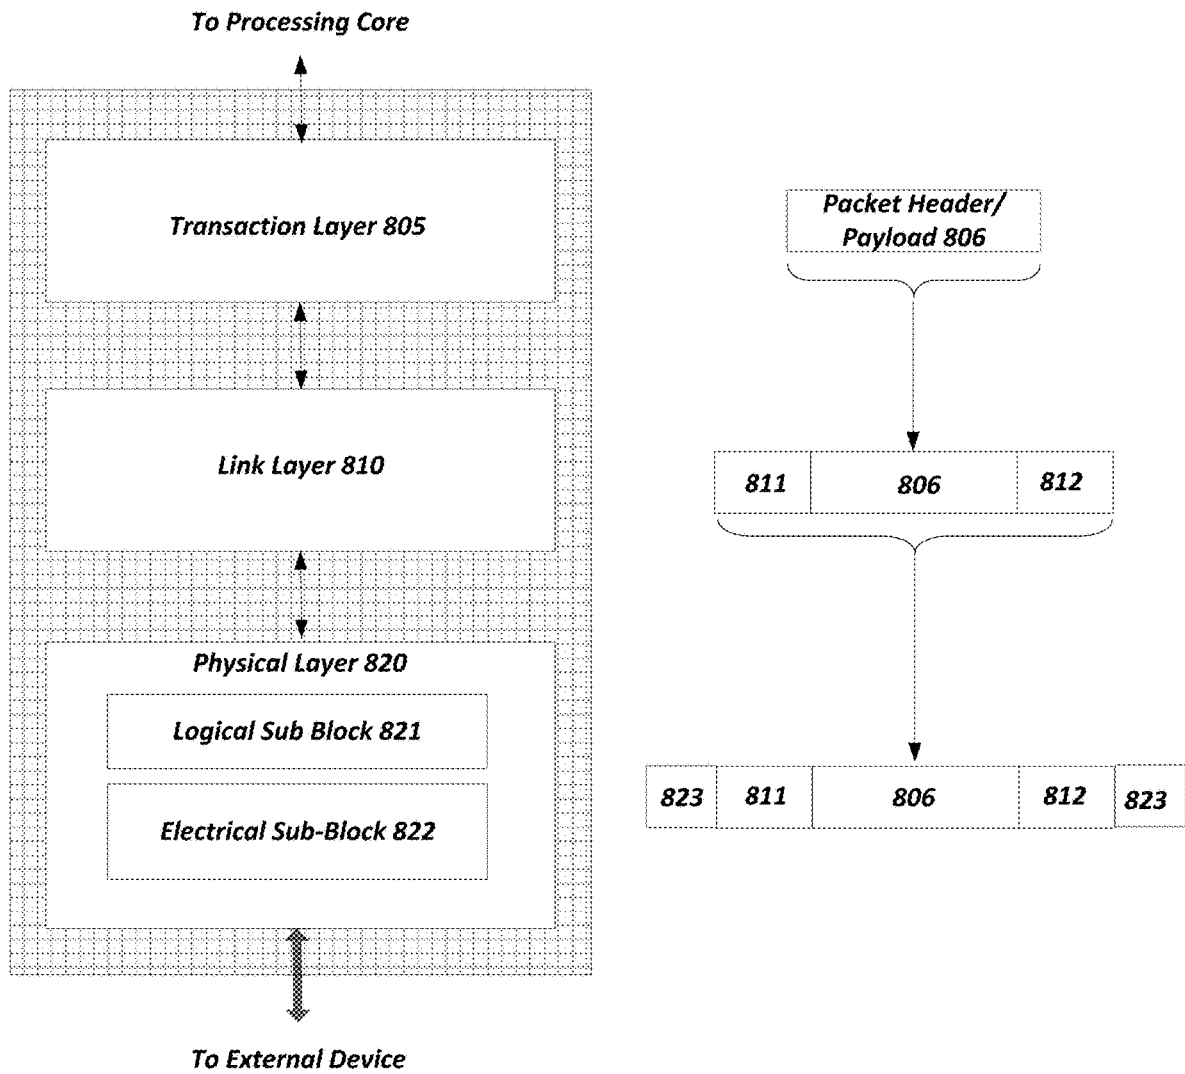 To Processing Core
Transaction Layer 805
Link Layer 810
Physical Layer 820
Logical Sub Block 821
Electrical Sub-Block 822
To External Device
Packet Header/
Payload 806
811 806 812
823 811 806 812 823